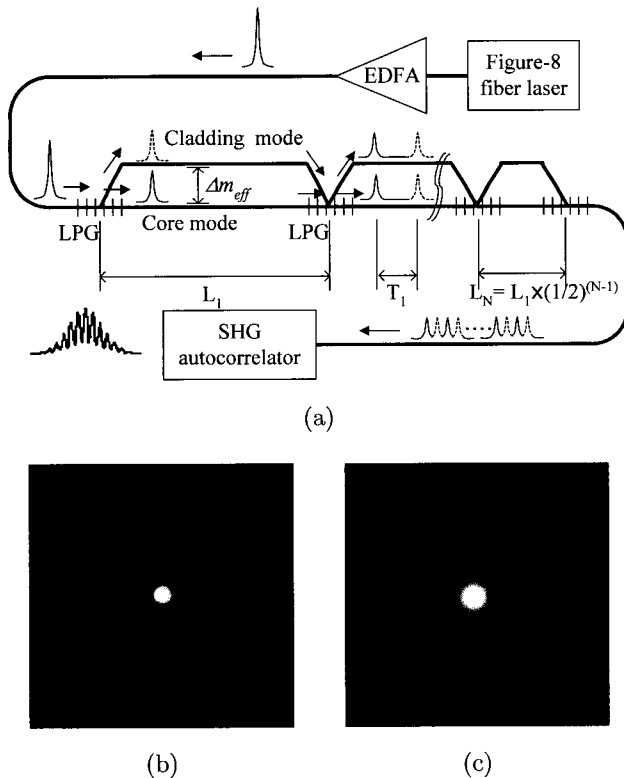 EDFA
Figure-8
fiber laser
Cladding mode
Δm_eff
Core mode
LPG
LPG
L_1
T_1
L_N= L_1×(1/2)^(N-1)
SHG
autocorrelator
(a)
(b)
(c)